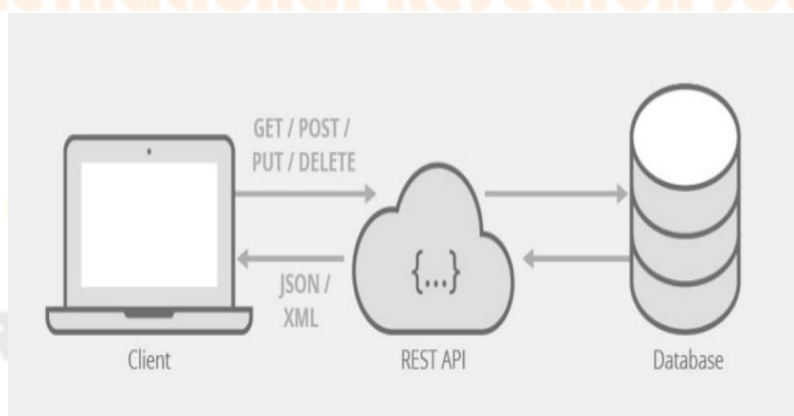 GET / POST /
PUT / DELETE
{...}
JSON /
XML
Client
REST API
Database